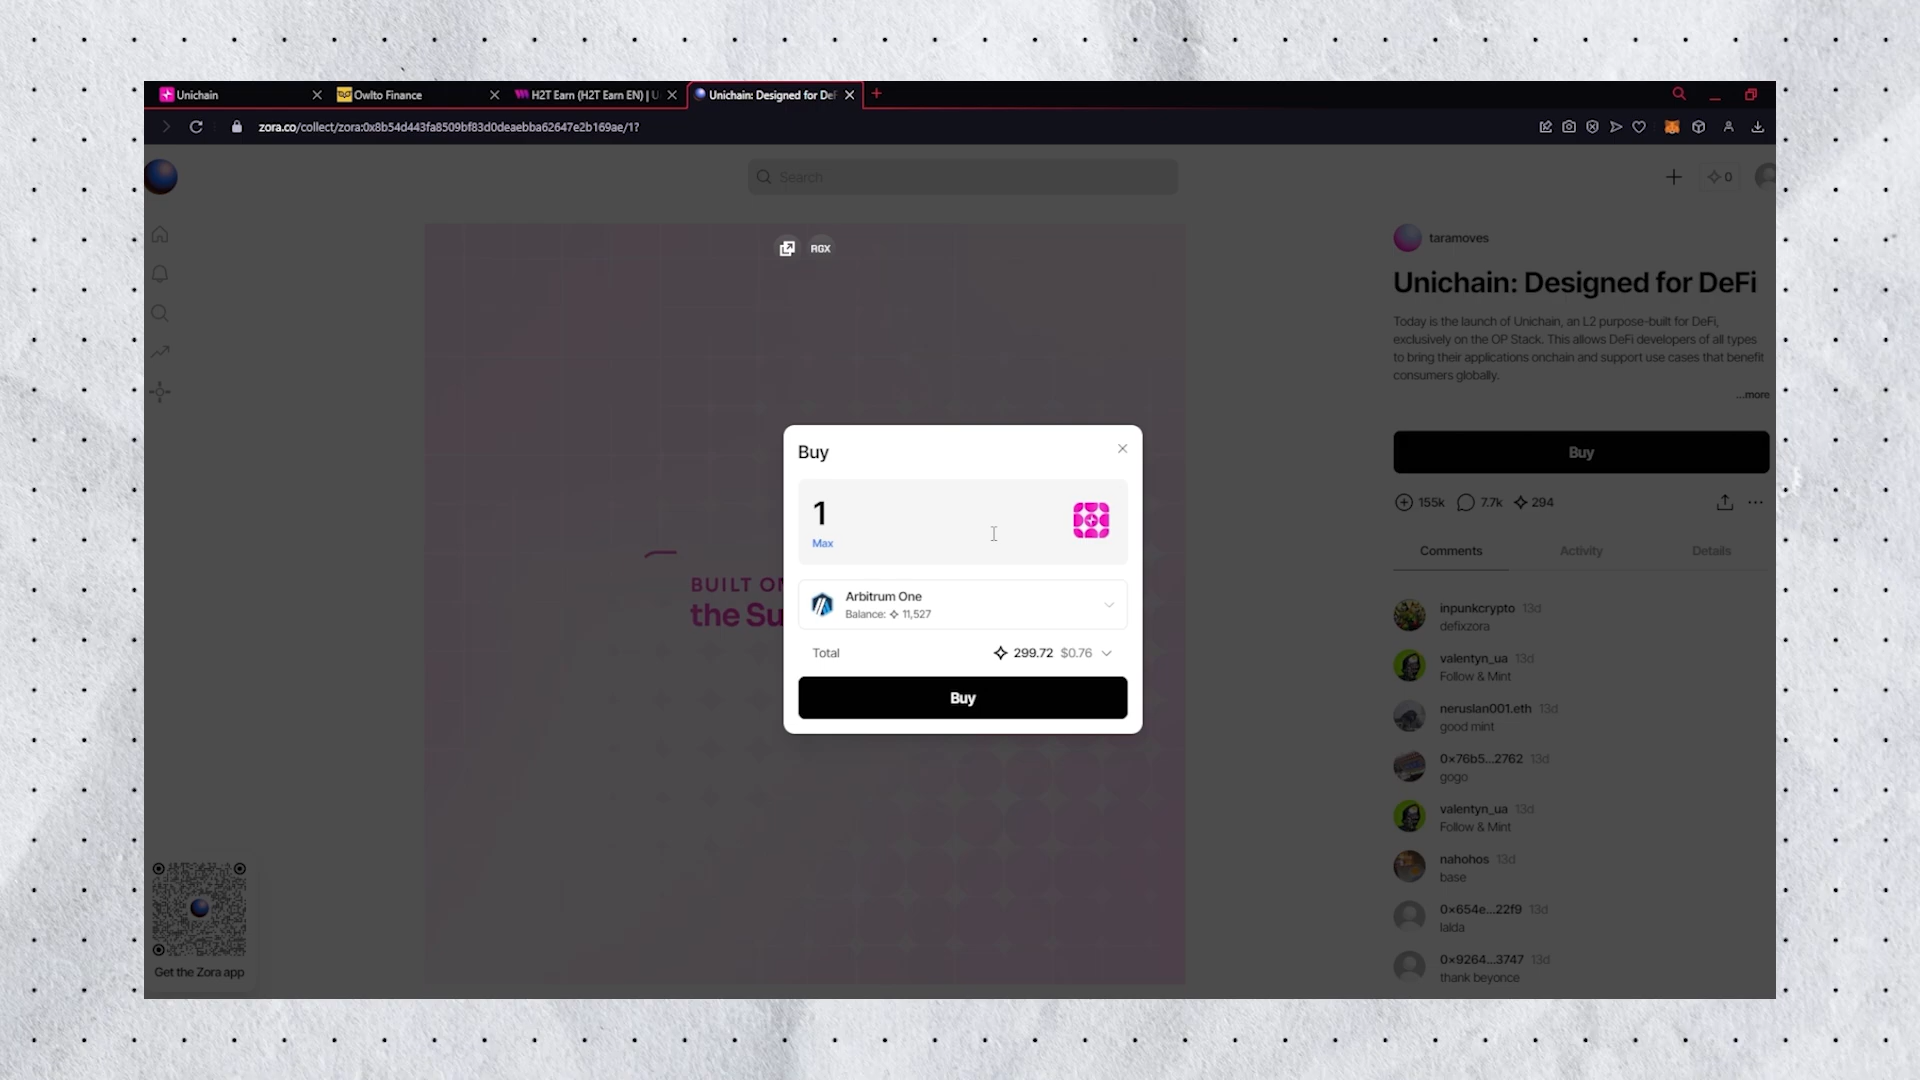 Unichain
Owlto Finance
H2T Earn (H2T Earn EN) | U
Unichain: Designed for DeF
zora.co/collect/zora:0x8b54d443fa8509bf83d0deaebba62647e2b169ae/1?
Search
0
RGX
taramoves
Unichain: Designed for DeFi
Today is the launch of Unichain, an L2 purpose-built for DeFi,
exclusively on the OP Stack. This allows DeFi developers of all types
to bring their applications onchain and support use cases that benefit
consumers globally.
...more
Buy
155k 7.7k 294
Comments Activity Details
inpunkcrypto 13d
defixzora
valentyn_ua 13d
Follow & Mint
neruslan001.eth 13d
good mint
0x76b5...2762 13d
gogo
valentyn_ua 13d
Follow & Mint
nahohos 13d
base
0x654e...22f9 13d
lalda
0x9264...3747 13d
thank beyonce
BUILT ON
the Su
Buy
1
Max
Arbitrum One
Balance: 11,527
Total 299.72 $0.76
Buy
Get the Zora app